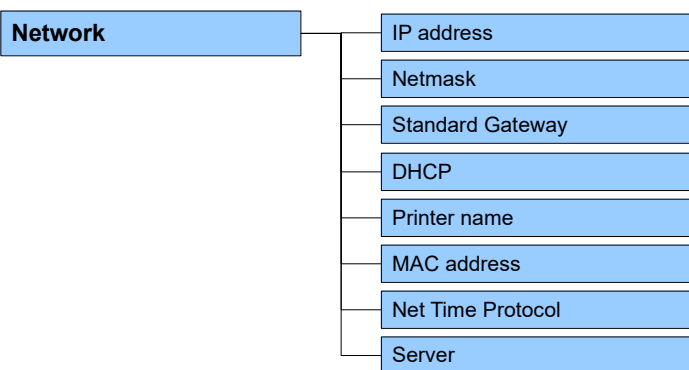 Network
IP address
Netmask
Standard Gateway
DHCP
Printer name
MAC address
Net Time Protocol
Server